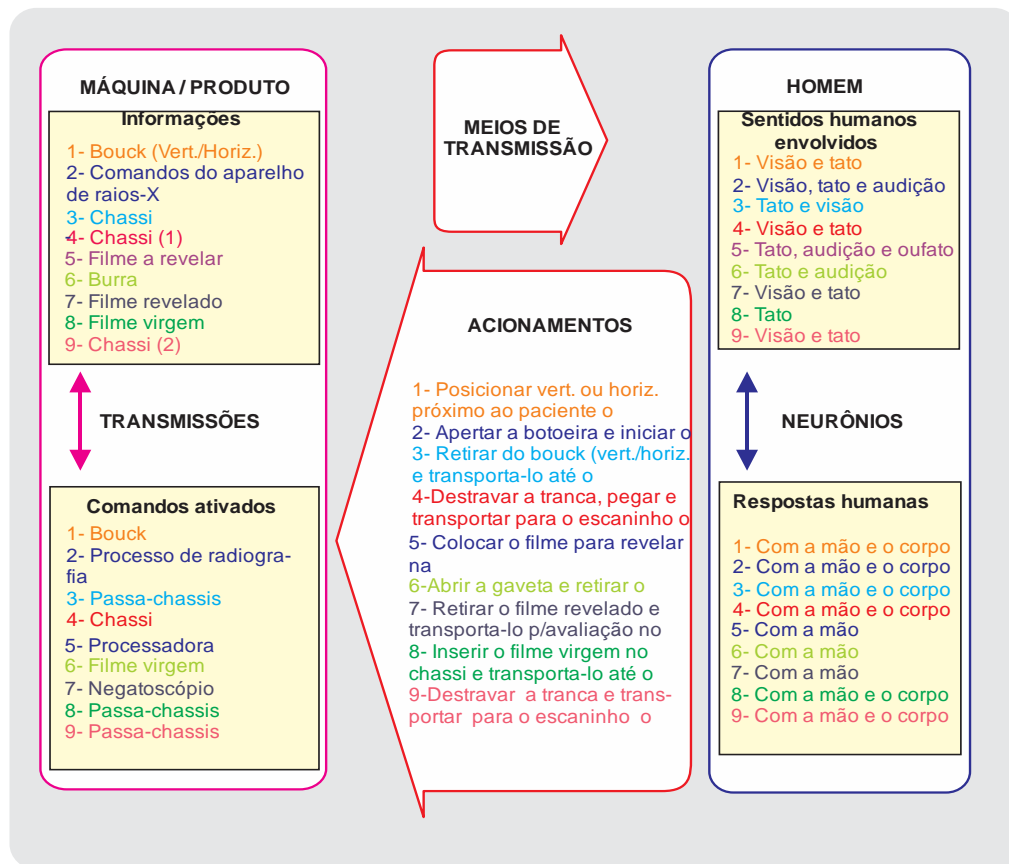 MÁQUINA / PRODUTO
Informações
1- Bouck (Vert./Horiz.)
2- Comandos do aparelho
de raios-X
3- Chassi
4- Chassi (1)
5- Filme a revelar
6- Burra
7- Filme revelado
8- Filme virgem
9- Chassi (2)
TRANSMISSÕES
Comandos ativados
1- Bouck
2- Processo de radiogra-
fia
3- Passa-chassis
4- Chassi
5- Processadora
6- Filme virgem
7- Negatoscópio
8- Passa-chassis
9- Passa-chassis
MEIOS DE
TRANSMISSÃO
ACIONAMENTOS
1- Posicionar vert. ou horiz.
próximo ao paciente o
2- Apertar a botoeira e iniciar o
3- Retirar do bouck (vert./horiz.
e transporta-lo até o
4-Destravar a tranca, pegar e
transportar para o escaninho o
5- Colocar o filme para revelar
na
6-Abrir a gaveta e retirar o
7- Retirar o filme revelado e
transporta-lo p/avaliação no
8- Inserir o filme virgem no
chassi e transporta-lo até o
9-Destravar a tranca e trans-
portar para o escaninho o
HOMEM
Sentidos humanos
envolvidos
1- Visão e tato
2- Visão, tato e audição
3- Tato e visão
4- Visão e tato
5- Tato, audição e oufato
6- Tato e audição
7- Visão e tato
8- Tato
9- Visão e tato
NEURÔNIOS
Respostas humanas
1- Com a mão e o corpo
2- Com a mão e o corpo
3- Com a mão e o corpo
4- Com a mão e o corpo
5- Com a mão
6- Com a mão
7- Com a mão
8- Com a mão e o corpo
9- Com a mão e o corpo